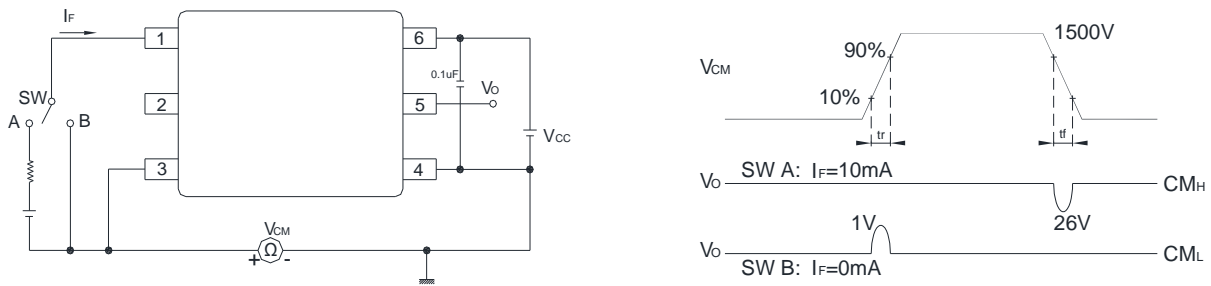 IF
1
2
3
6
5
4
SW
A
B
0.1uF
VO
VCC
VCM
+ Ω -
VCM
90%
10%
1500V
tr
tf
VO
SW A: IF=10mA
CMH
26V
1V
VO
SW B: IF=0mA
CML